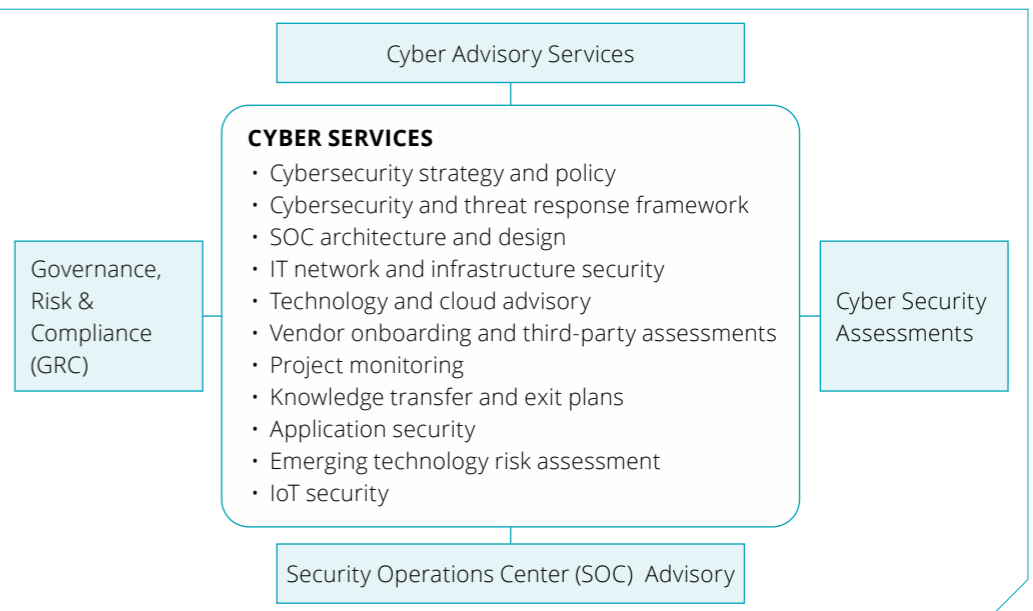 Cyber Advisory Services
CYBER SERVICES
• Cybersecurity strategy and policy
• Cybersecurity and threat response framework
• SOC architecture and design
• IT network and infrastructure security
• Technology and cloud advisory
• Vendor onboarding and third-party assessments
• Project monitoring
• Knowledge transfer and exit plans
• Application security
• Emerging technology risk assessment
• IoT security
Governance,
Risk &
Compliance
(GRC)
Cyber Security
Assessments
Security Operations Center (SOC) Advisory